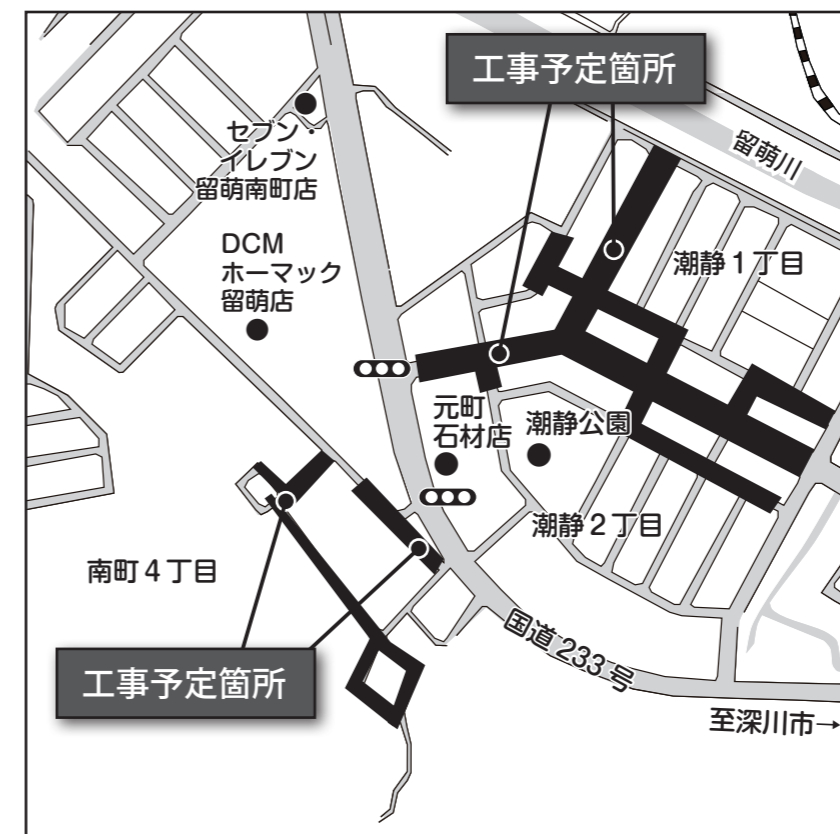 工事予定箇所
セブン・
イレブン
留萌南町店
留萌川
DCM
ホーマック
留萌店
潮静1丁目
元町
石材店
潮静公園
潮静2丁目
南町4丁目
国道233号
工事予定箇所
至深川市→